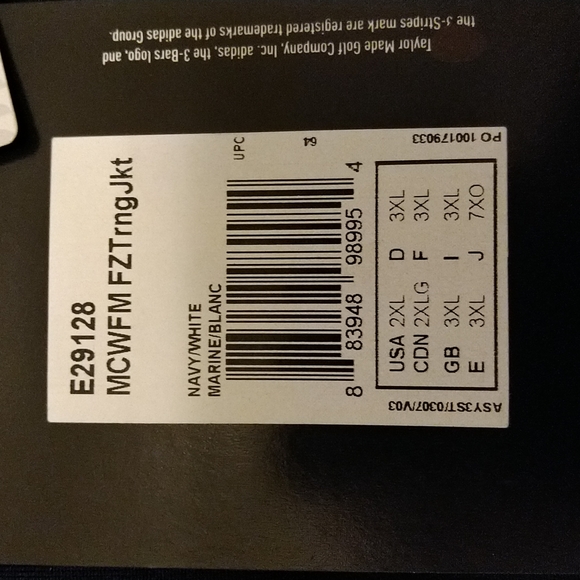 Taylor Made Golf Company, Inc. adidas, the 3-Bars logo, and
the 3-Stripes mark are registered trademarks of the adidas Group.
E29128
MCWFM FZTrngJkt
NAVY/WHITE
MARINE/BLANC
UPC
64
8 83948 98995 4
USA 2XL D 3XL
CDN 2XLG F 3XL
GB 3XL I 3XL
E 3XL J 7XO
ASY3ST/0307/V03
PO 100179033